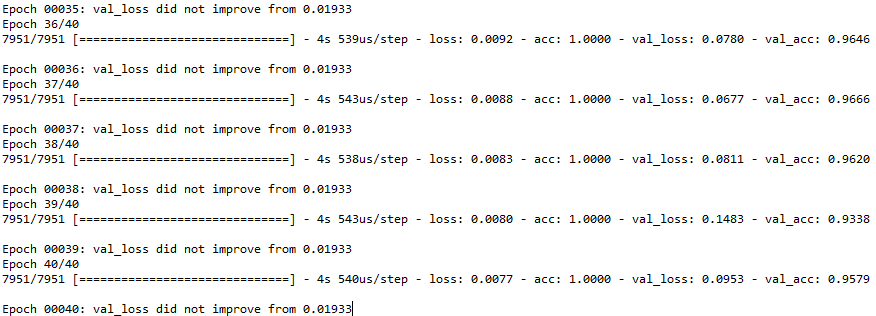 Epoch 00035: val_loss did not improve from 0.01933
Epoch 36/40
7951/7951 [==============================] - 4s 539us/step - loss: 0.0092 - acc: 1.0000 - val_loss: 0.0780 - val_acc: 0.9646
Epoch 00036: val_loss did not improve from 0.01933
Epoch 37/40
7951/7951 [==============================] - 4s 543us/step - loss: 0.0088 - acc: 1.0000 - val_loss: 0.0677 - val_acc: 0.9666
Epoch 00037: val_loss did not improve from 0.01933
Epoch 38/40
7951/7951 [==============================] - 4s 538us/step - loss: 0.0083 - acc: 1.0000 - val_loss: 0.0811 - val_acc: 0.9620
Epoch 00038: val_loss did not improve from 0.01933
Epoch 39/40
7951/7951 [==============================] - 4s 543us/step - loss: 0.0080 - acc: 1.0000 - val_loss: 0.1483 - val_acc: 0.9338
Epoch 00039: val_loss did not improve from 0.01933
Epoch 40/40
7951/7951 [==============================] - 4s 540us/step - loss: 0.0077 - acc: 1.0000 - val_loss: 0.0953 - val_acc: 0.9579
Epoch 00040: val_loss did not improve from 0.01933